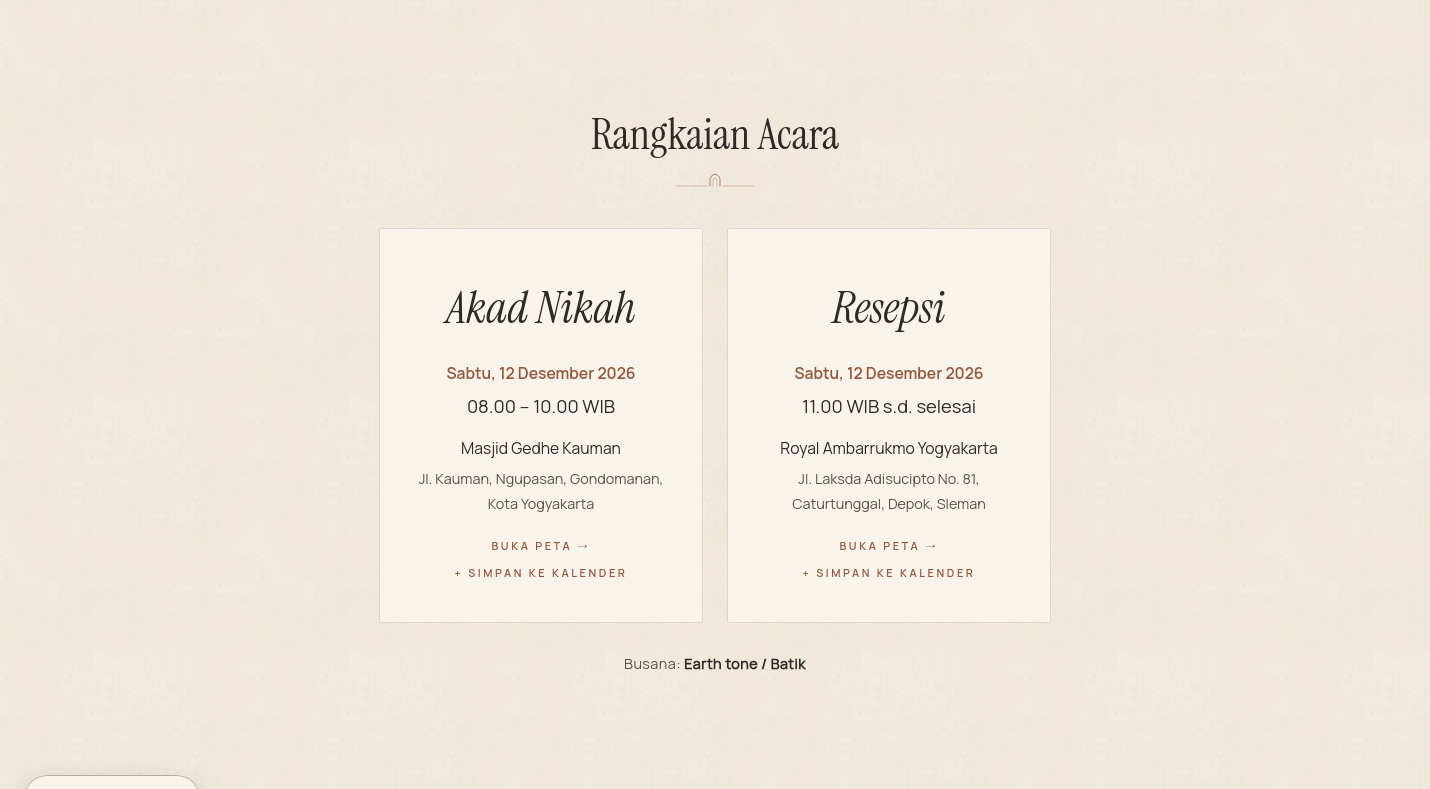 Rangkaian Acara
Akad Nikah
Sabtu, 12 Desember 2026
08.00 – 10.00 WIB
Masjid Gedhe Kauman
Jl. Kauman, Ngupasan, Gondomanan,
Kota Yogyakarta
BUKA PETA →
+ SIMPAN KE KALENDER
Resepsi
Sabtu, 12 Desember 2026
11.00 WIB s.d. selesai
Royal Ambarrukmo Yogyakarta
Jl. Laksda Adisucipto No. 81,
Caturtunggal, Depok, Sleman
BUKA PETA →
+ SIMPAN KE KALENDER
Busana: Earth tone / Batik